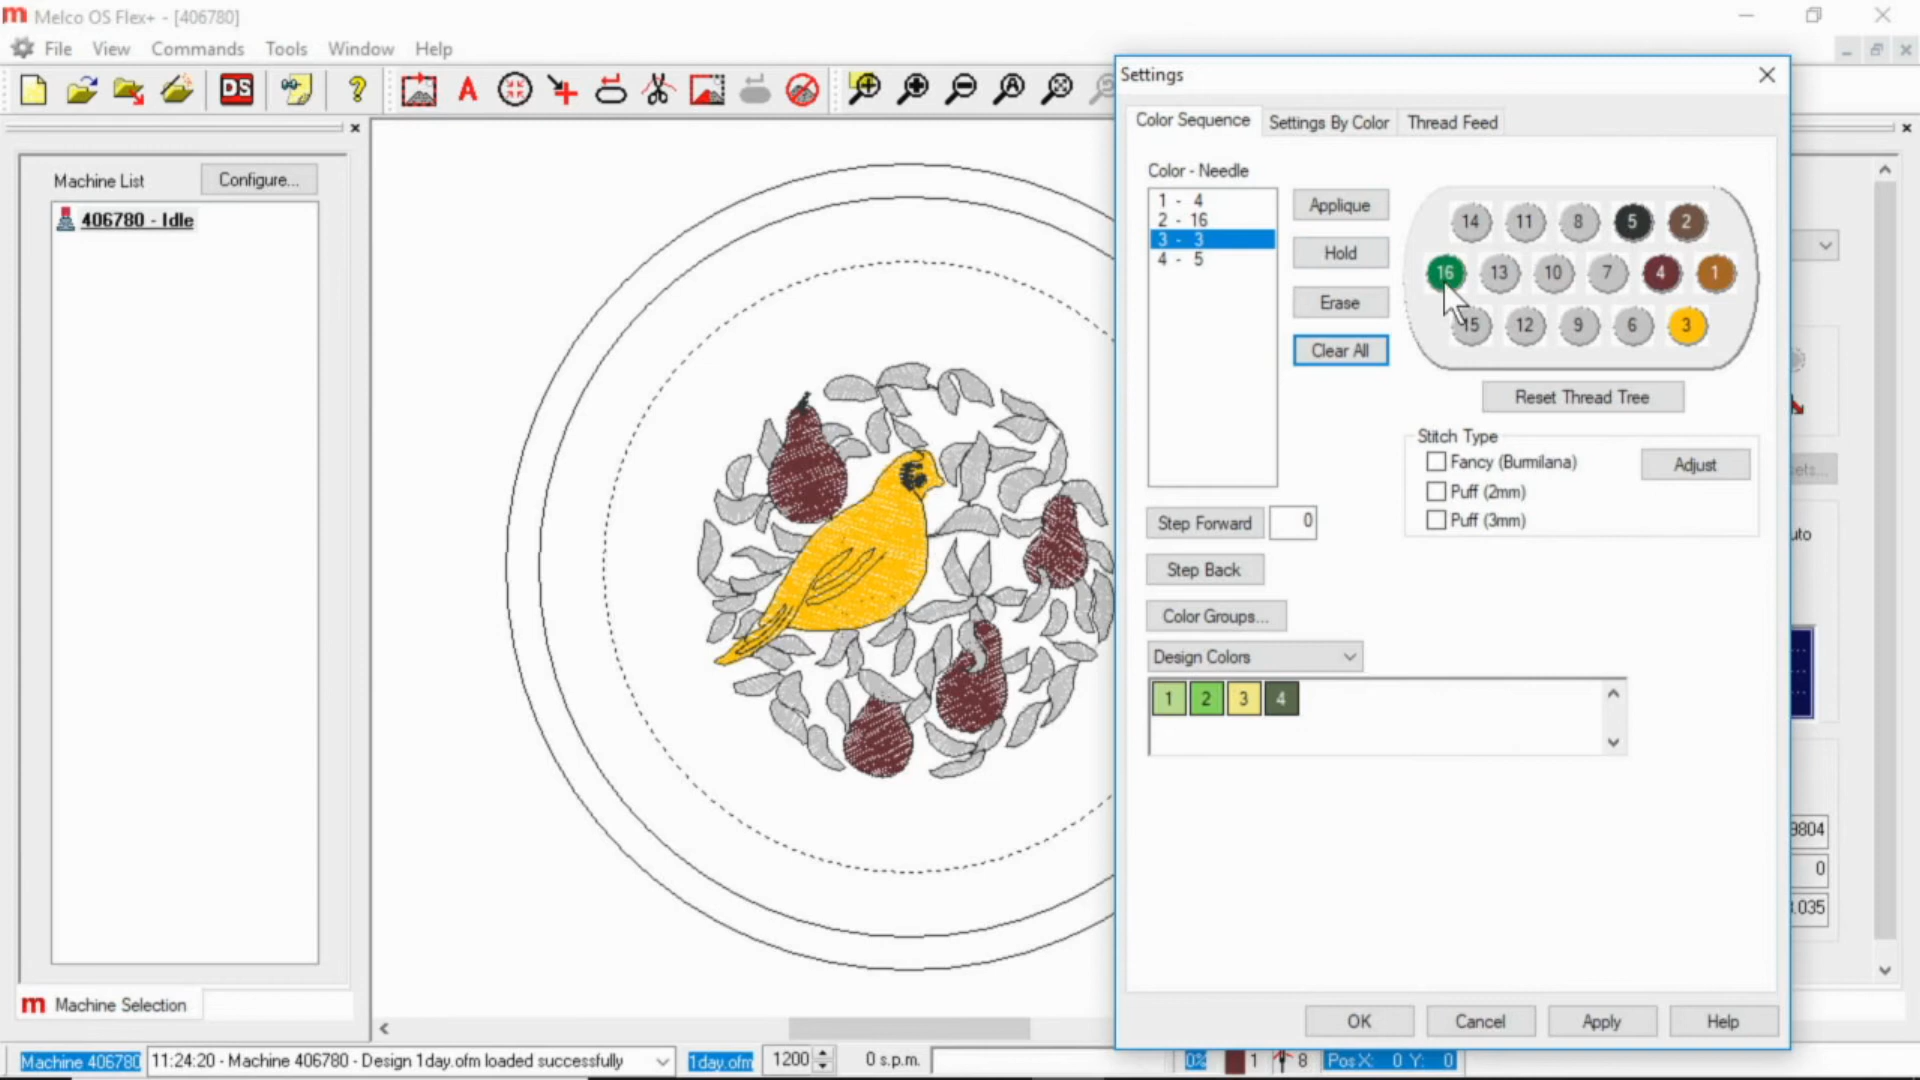 Melco OS Flex+ - [406780]
File View Commands Tools Window Help
DS
A
Settings
Color Sequence
Settings By Color
Thread Feed
Machine List
Configure...
406780 - Idle
Color - Needle
1 - 4
2 - 16
3 - 3
4 - 5
Applique
Hold
Erase
Clear All
14 11 8 5 2
16 13 10 7 4 1
15 12 9 6 3
Reset Thread Tree
Stitch Type
Fancy (Burmilana)
Adjust
Puff (2mm)
Puff (3mm)
Step Forward 0
Step Back
Color Groups...
Design Colors
1 2 3 4
9804
0
.035
OK
Cancel
Apply
Help
m Machine Selection
Machine 406780
11:24:20 - Machine 406780 - Design 1day.ofm loaded successfully
1day.ofm
1200
0 s.p.m.
0%
1
8
Pos X: 0 Y: 0